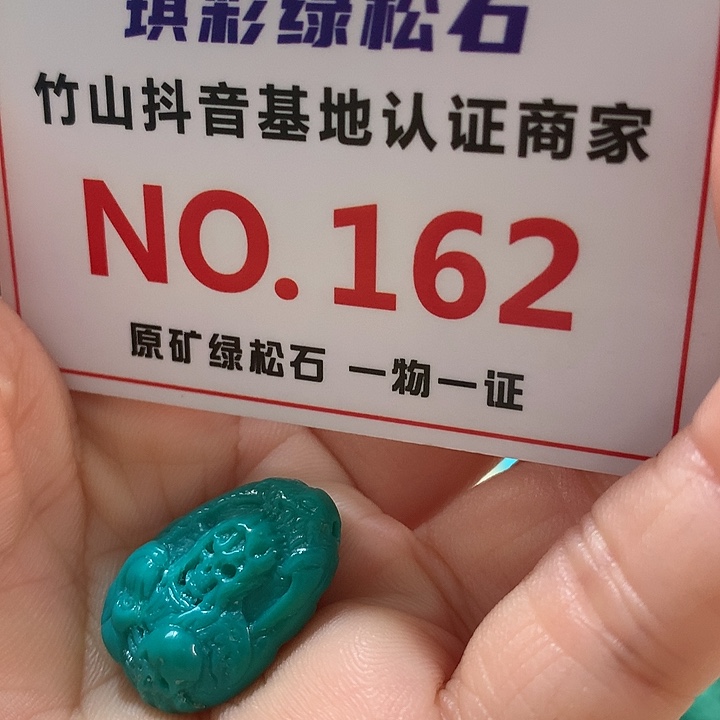 琪彩绿松石
竹山抖音基地认证商家
NO.162
原矿绿松石 一物一证